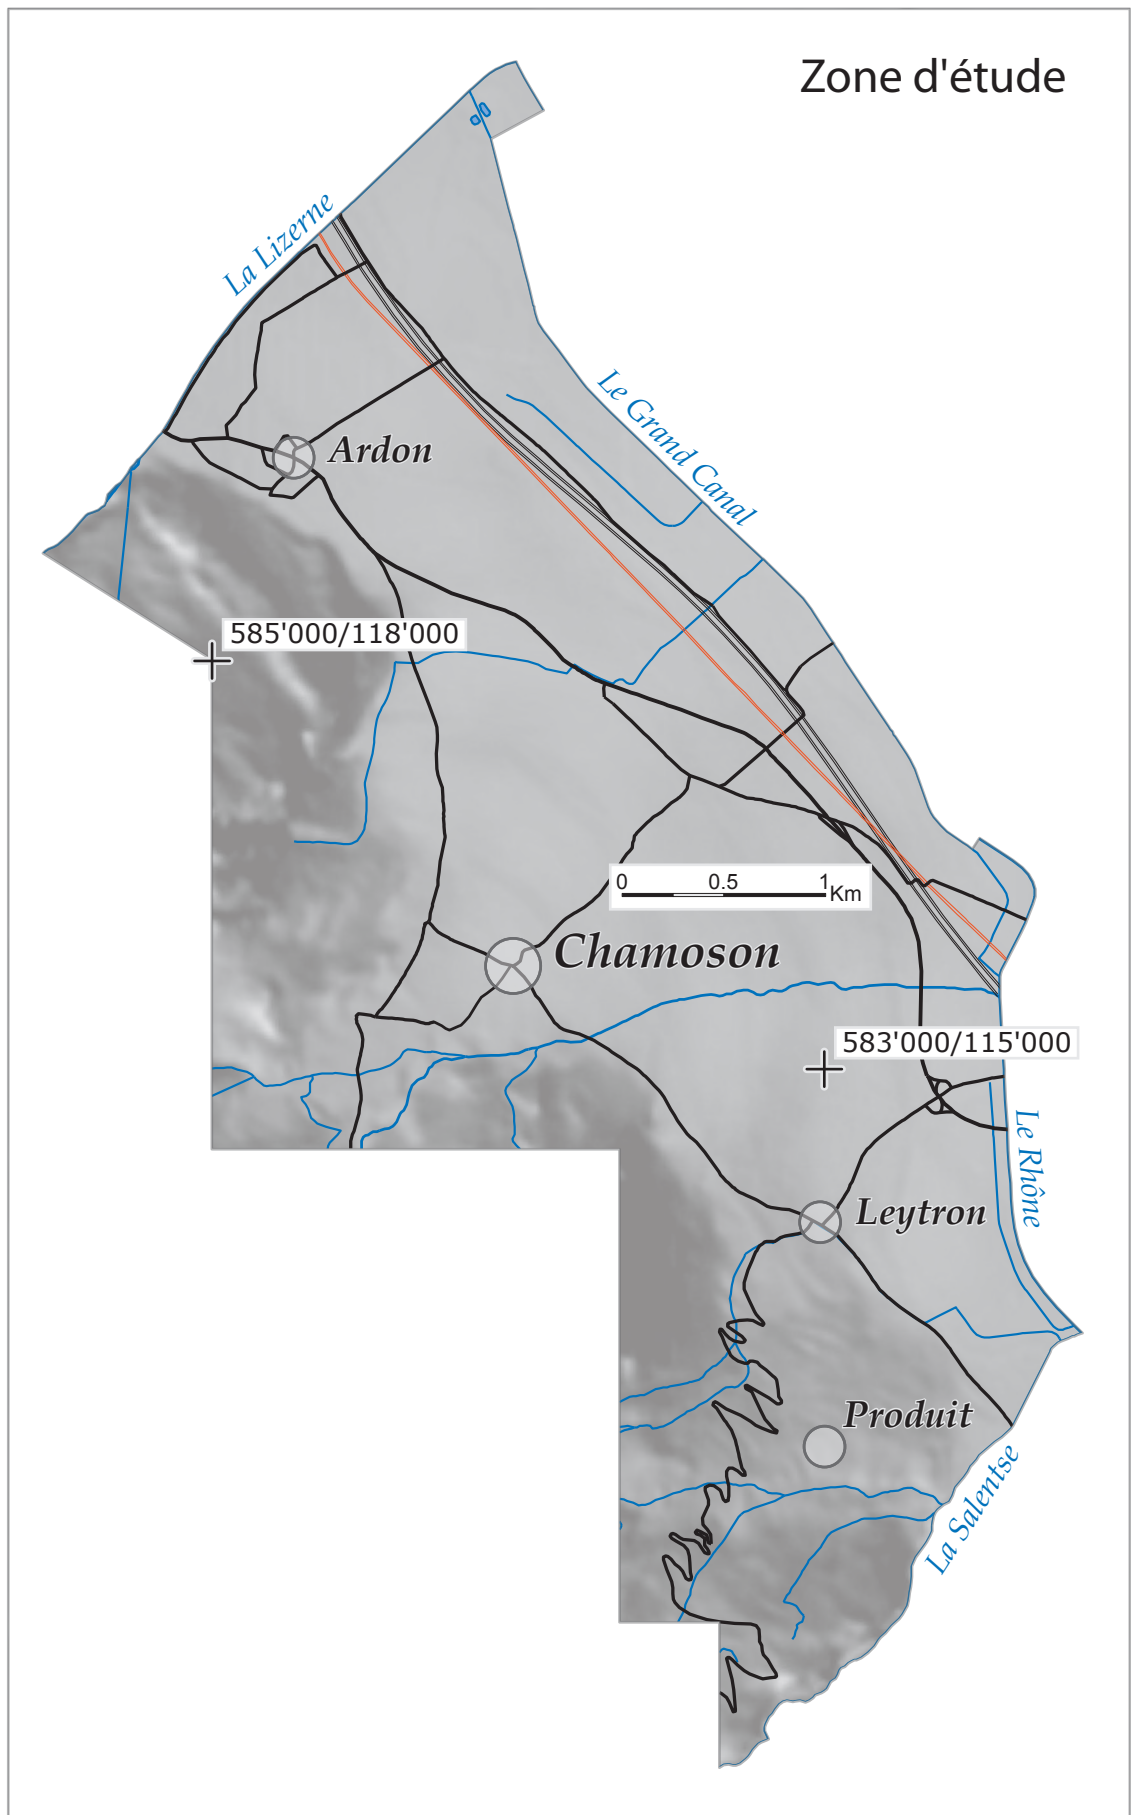 Zone d'étude
La Lizerne
Le Grand Canal
Ardon
585'000/118'000
0 0.5 1 Km
Chamoson
583'000/115'000
Le Rhône
Leytron
Produit
La Salentse